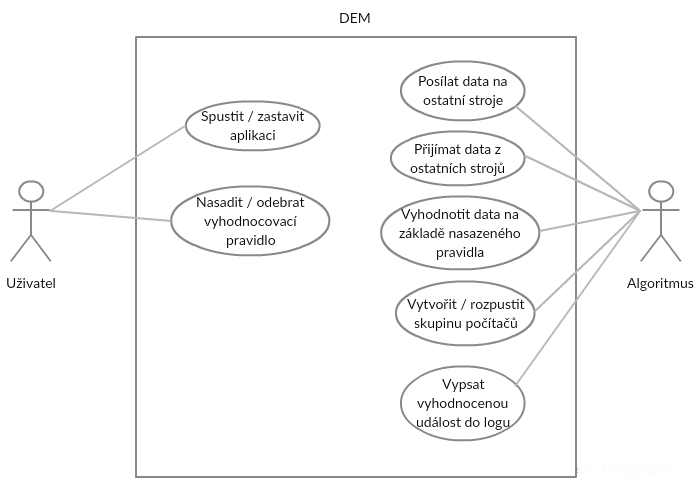 DEM
Spustit / zastavit
aplikaci
Nasadit / odebrat
vyhodnocovací
pravidlo
Uživatel
Posílat data na
ostatní stroje
Přijímat data z
ostatních strojů
Vyhodnotit data na
základě nasazeného
pravidla
Vytvořit / rozpustit
skupinu počítačů
Vypsat
vyhodnocenou
událost do logu
Algoritmus